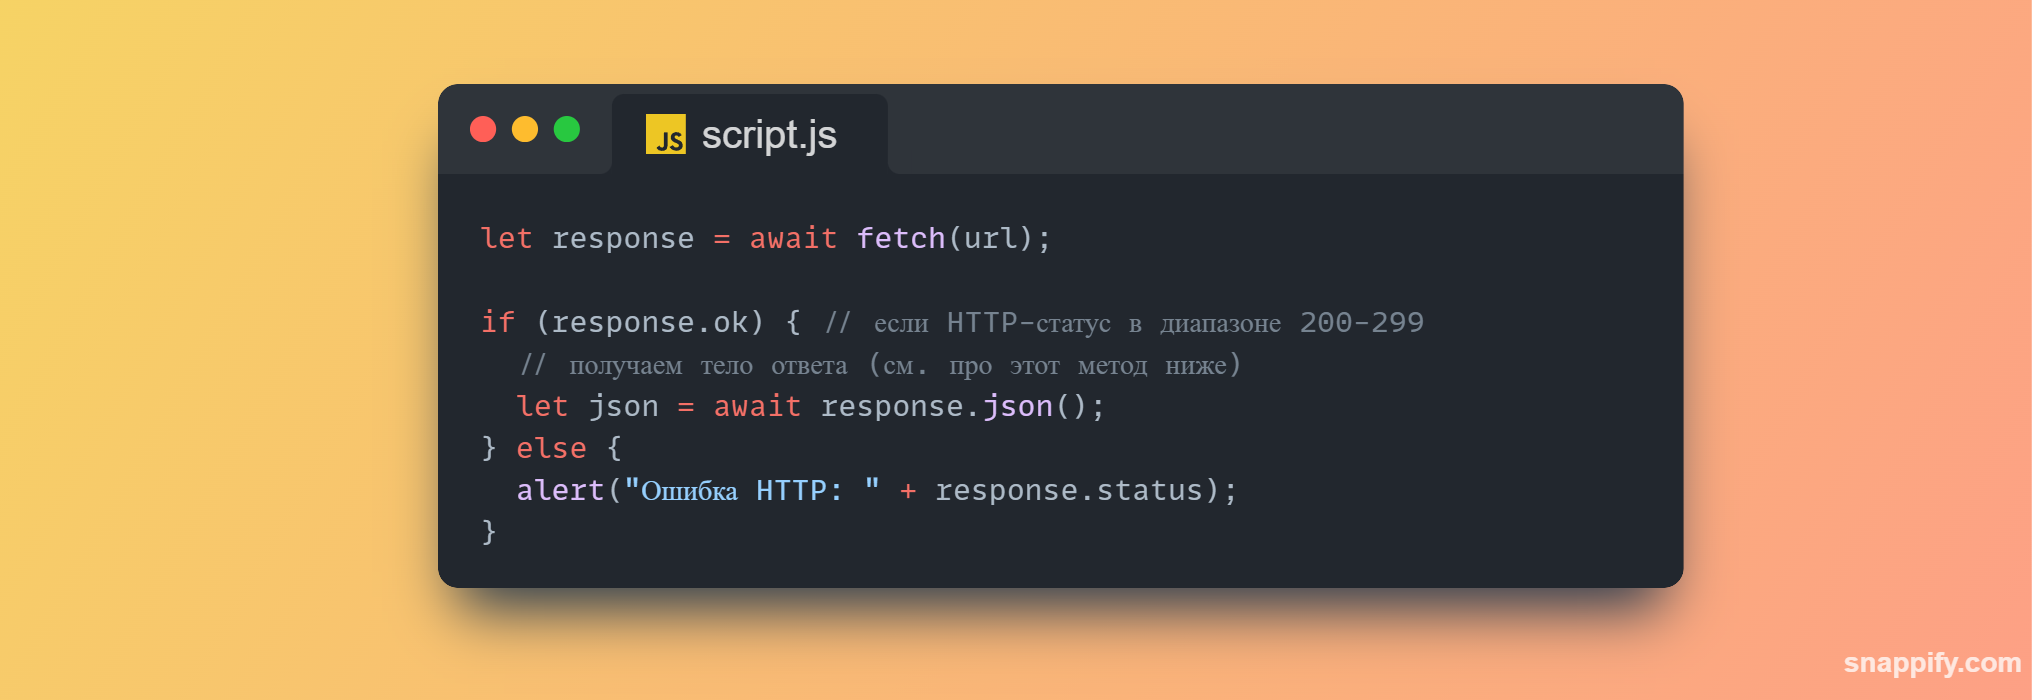 JS script.js
let response = await fetch(url);
if (response.ok) { // если HTTP-статус в диапазоне 200-299
// получаем тело ответа (см. про этот метод ниже)
let json = await response.json();
} else {
alert("Ошибка HTTP: " + response.status);
}
snappify.com